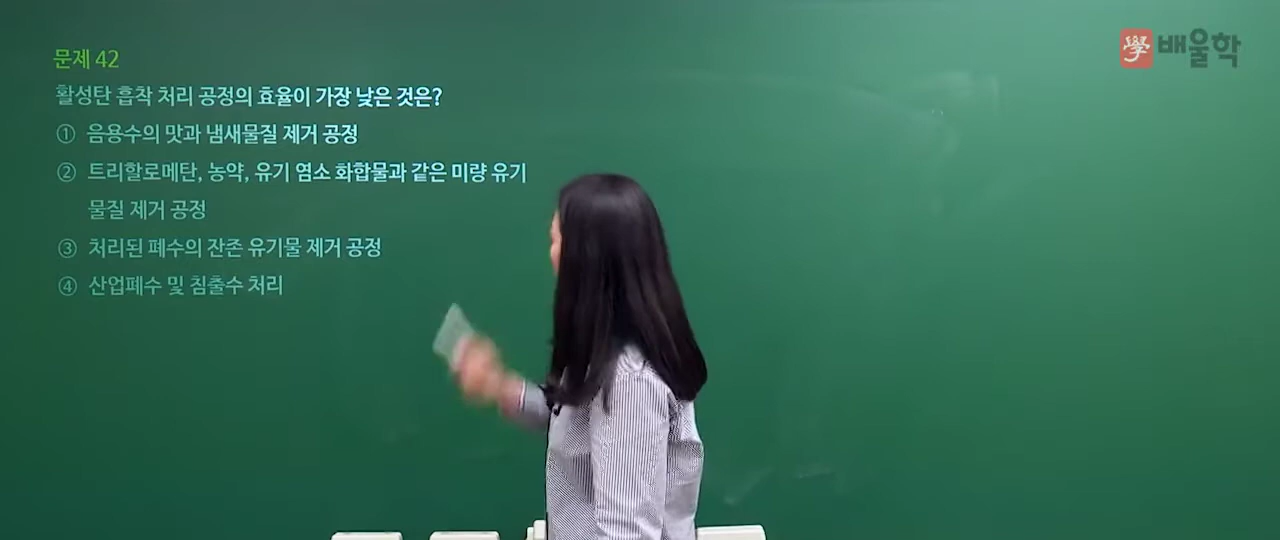 學 배울학
문제 42
활성탄 흡착 처리 공정의 효율이 가장 낮은 것은?
① 음용수의 맛과 냄새물질 제거 공정
② 트리할로메탄, 농약, 유기 염소 화합물과 같은 미량 유기
물질 제거 공정
③ 처리된 폐수의 잔존 유기물 제거 공정
④ 산업폐수 및 침출수 처리